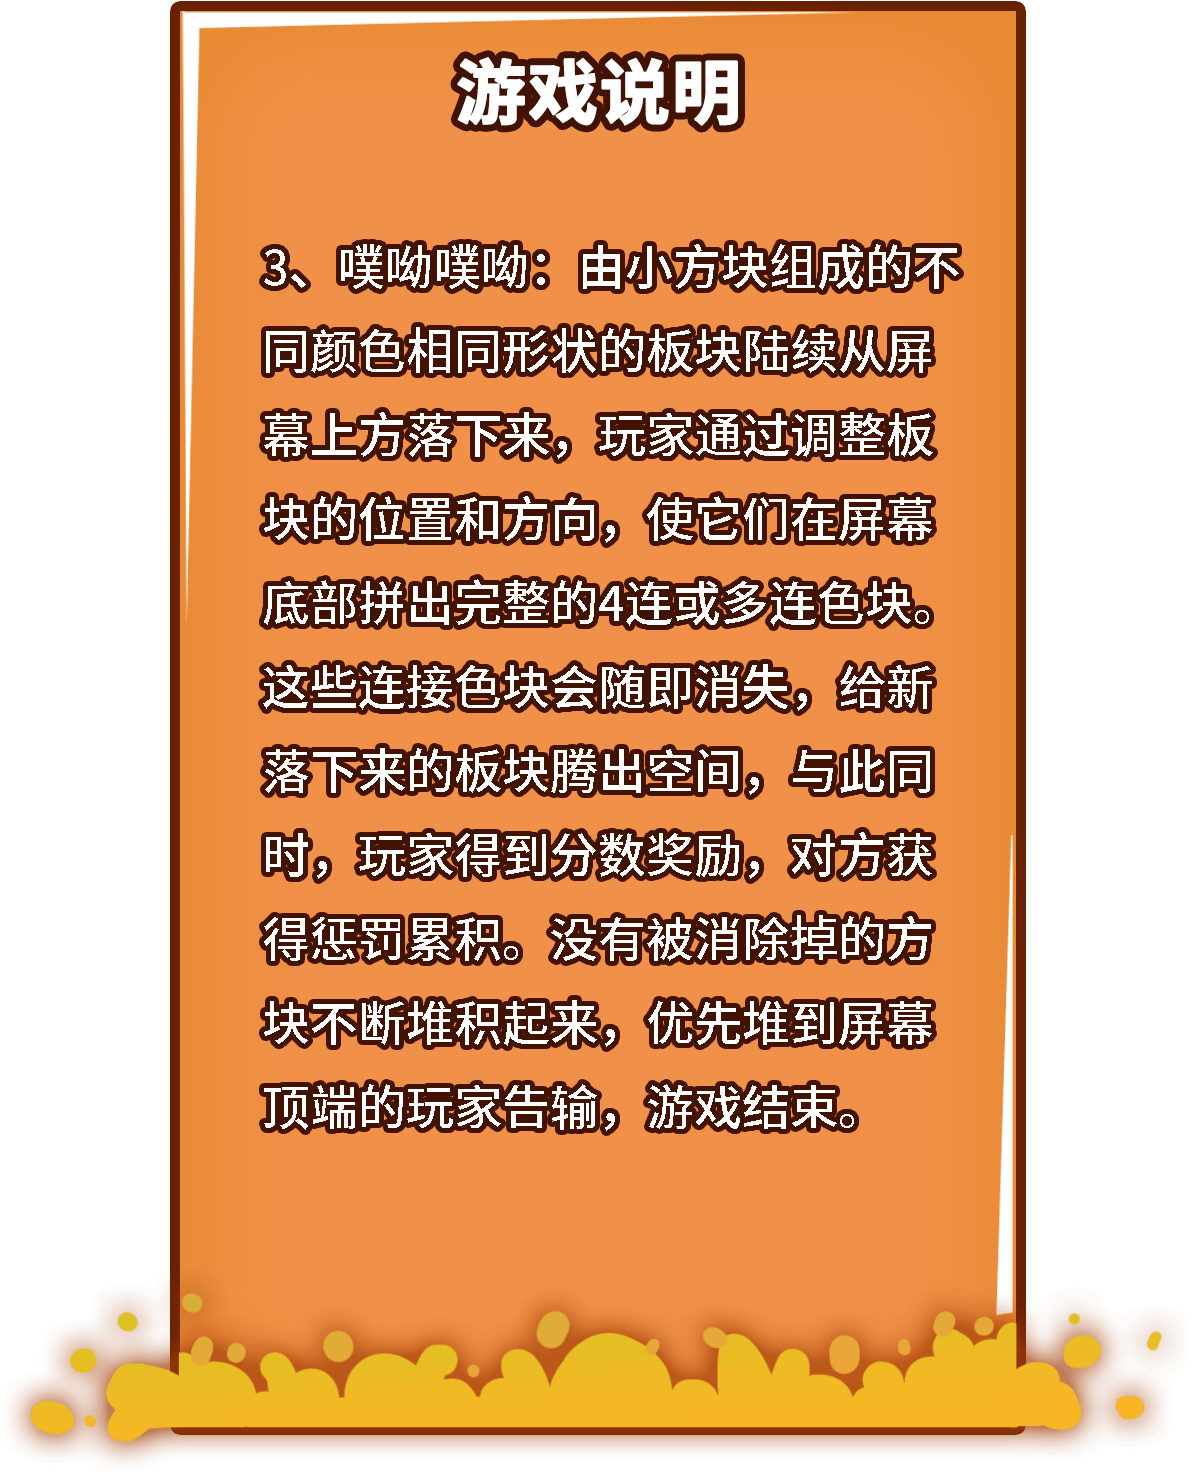 游戏说明
3、噗呦噗呦：由小方块组成的不
同颜色相同形状的板块陆续从屏
幕上方落下来，玩家通过调整板
块的位置和方向，使它们在屏幕
底部拼出完整的4连或多连色块。
这些连接色块会随即消失，给新
落下来的板块腾出空间，与此同
时，玩家得到分数奖励，对方获
得惩罚累积。没有被消除掉的方
块不断堆积起来，优先堆到屏幕
顶端的玩家告输，游戏结束。